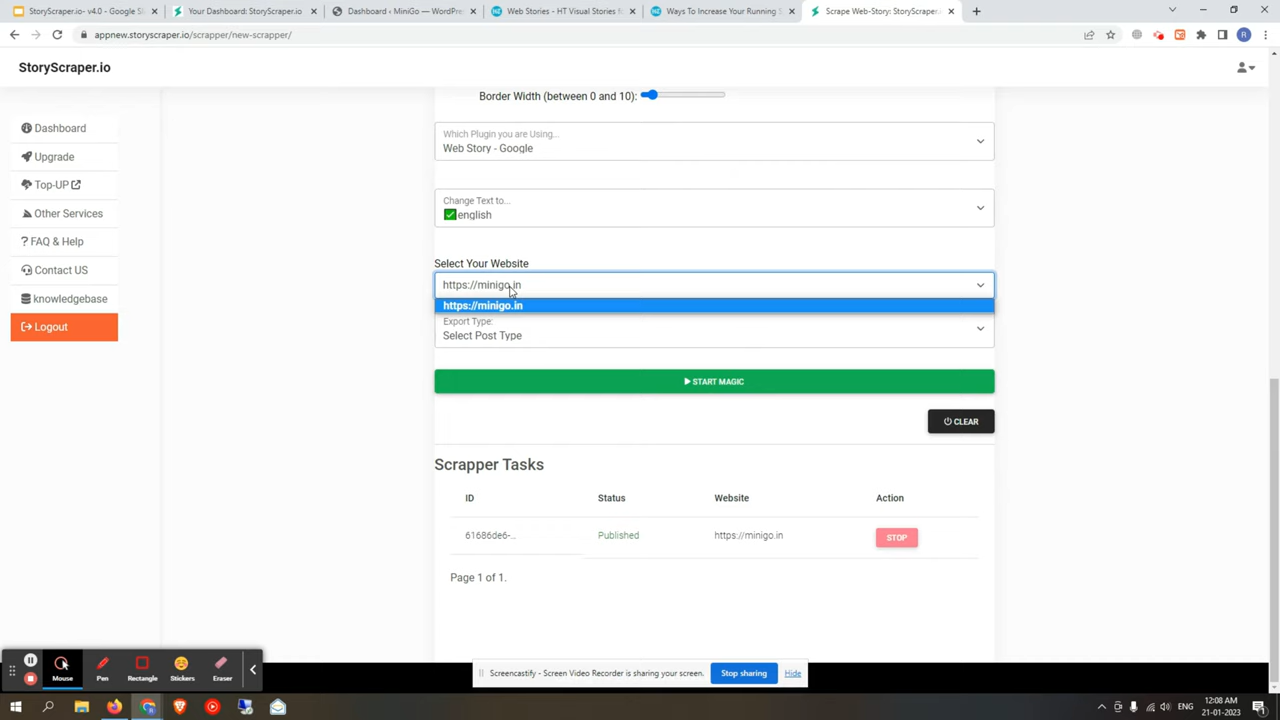 StoryScraper.io- v4.0 - Google Sl
Your Dashboard: StoryScraper.io
Dashboard ‹ MiniGo — WordPre
Web Stories - HT Visual Stories fo
Ways To Increase Your Running S
Scrape Web-Story: StoryScraper.
appnew.storyscraper.io/scrapper/new-scrapper/
R
StoryScraper.io
Dashboard
Upgrade
Top-UP
Other Services
FAQ & Help
Contact US
knowledgebase
Logout
Border Width (between 0 and 10):
Which Plugin you are Using...
Web Story - Google
Change Text to...
✅english
Select Your Website
https://minigo.in
https://minigo.in
Export Type:
Select Post Type
START MAGIC
CLEAR
Scrapper Tasks
ID Status Website Action
61686de6-... Published https://minigo.in STOP
Page 1 of 1.
Mouse Pen Rectangle Stickers Eraser
Screencastify - Screen Video Recorder is sharing your screen. Stop sharing Hide
ENG
12:08 AM
21-01-2023
1